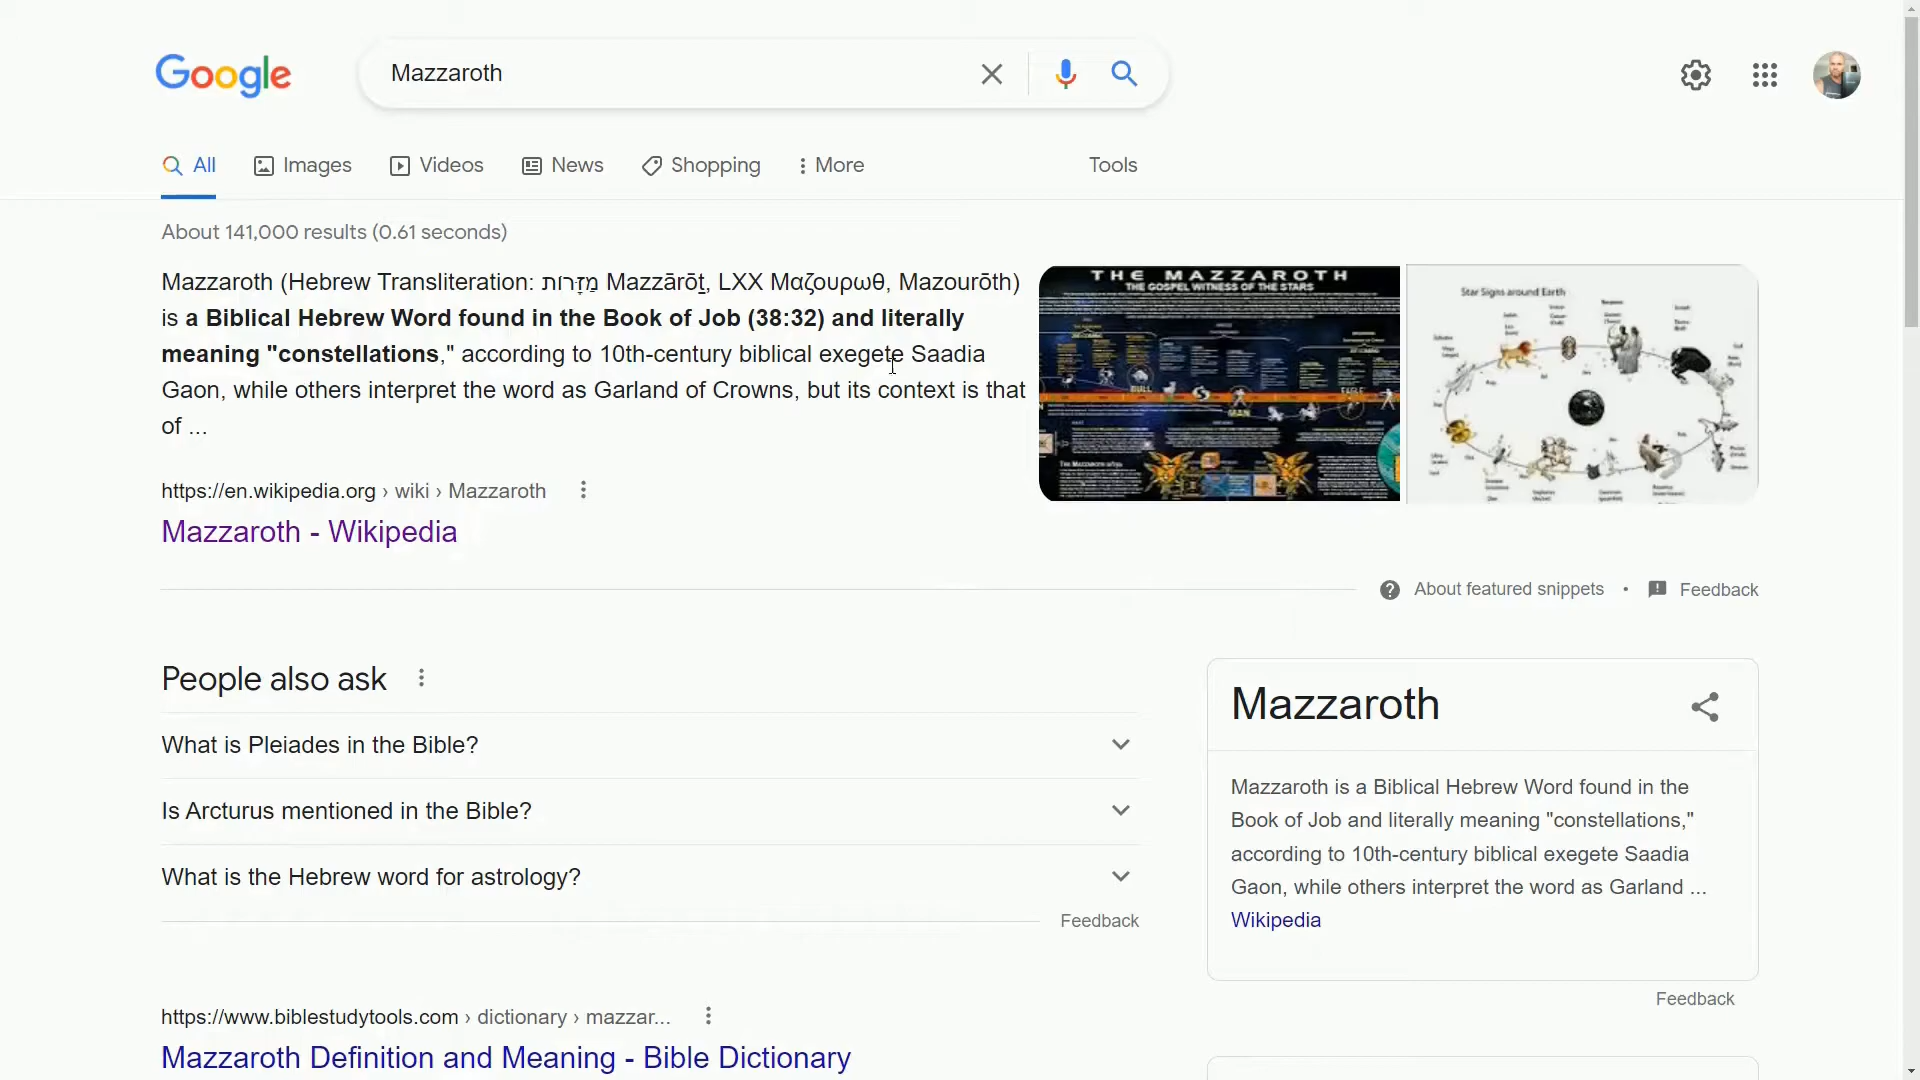 Google
Mazzaroth
All
Images
Videos
News
Shopping
More
Tools
About 141,000 results (0.61 seconds)
Mazzaroth (Hebrew Transliteration: מַזָּרוֹת Mazzārōṯ, LXX Μαζουρωθ, Mazourōth)
is a Biblical Hebrew Word found in the Book of Job (38:32) and literally
meaning "constellations," according to 10th-century biblical exegete Saadia
Gaon, while others interpret the word as Garland of Crowns, but its context is that
of ...
THE MAZZAROTH
THE GOSPEL WITNESS OF THE STARS
BULL
MAN
EAGLE
Star Signs around Earth
https://en.wikipedia.org › wiki › Mazzaroth
Mazzaroth - Wikipedia
About featured snippets • Feedback
People also ask
What is Pleiades in the Bible?
Is Arcturus mentioned in the Bible?
What is the Hebrew word for astrology?
Feedback
Mazzaroth
Mazzaroth is a Biblical Hebrew Word found in the
Book of Job and literally meaning "constellations,"
according to 10th-century biblical exegete Saadia
Gaon, while others interpret the word as Garland ...
Wikipedia
Feedback
https://www.biblestudytools.com › dictionary › mazzar...
Mazzaroth Definition and Meaning - Bible Dictionary